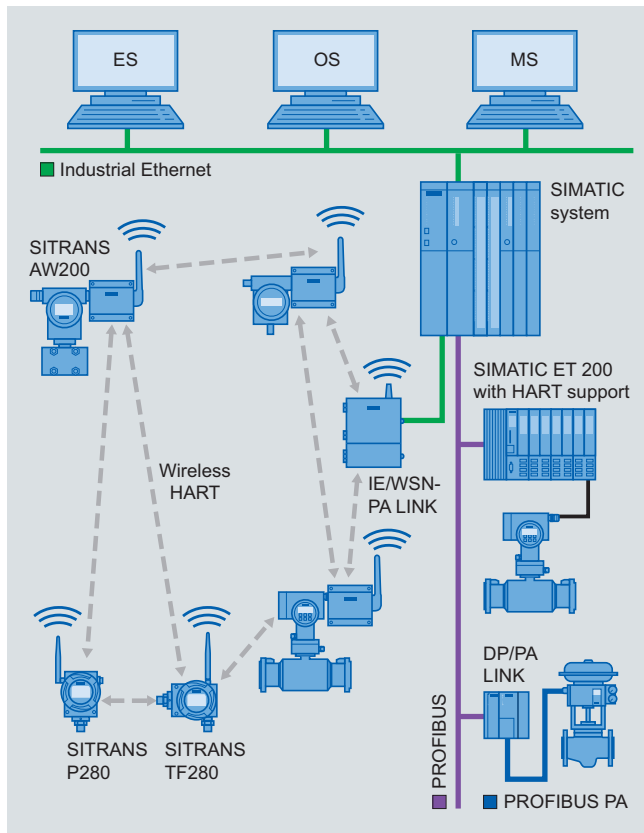 ES
OS
MS
Industrial Ethernet
SIMATIC
system
SITRANS
AW200
SIMATIC ET 200
with HART support
Wireless
HART
IE/WSN-
PA LINK
DP/PA
LINK
SITRANS
P280
SITRANS
TF280
PROFIBUS
PROFIBUS PA